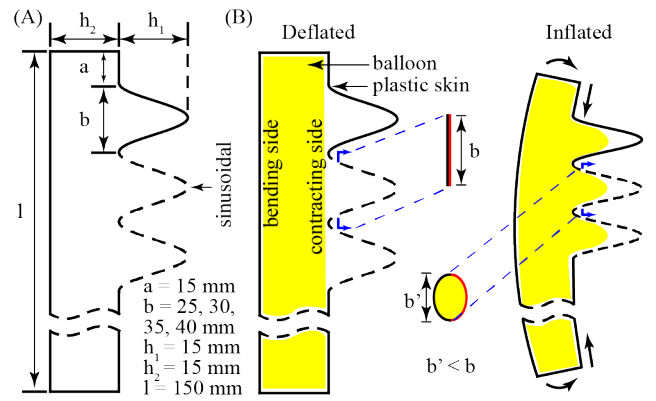 (A)
h2
h1
a
b
l
sinusoidal
a = 15 mm
b = 25, 30,
35, 40 mm
h1 = 15 mm
h2 = 15 mm
l = 150 mm
(B)
Deflated
balloon
plastic skin
bending side
contracting side
b
b'
b' < b
Inflated